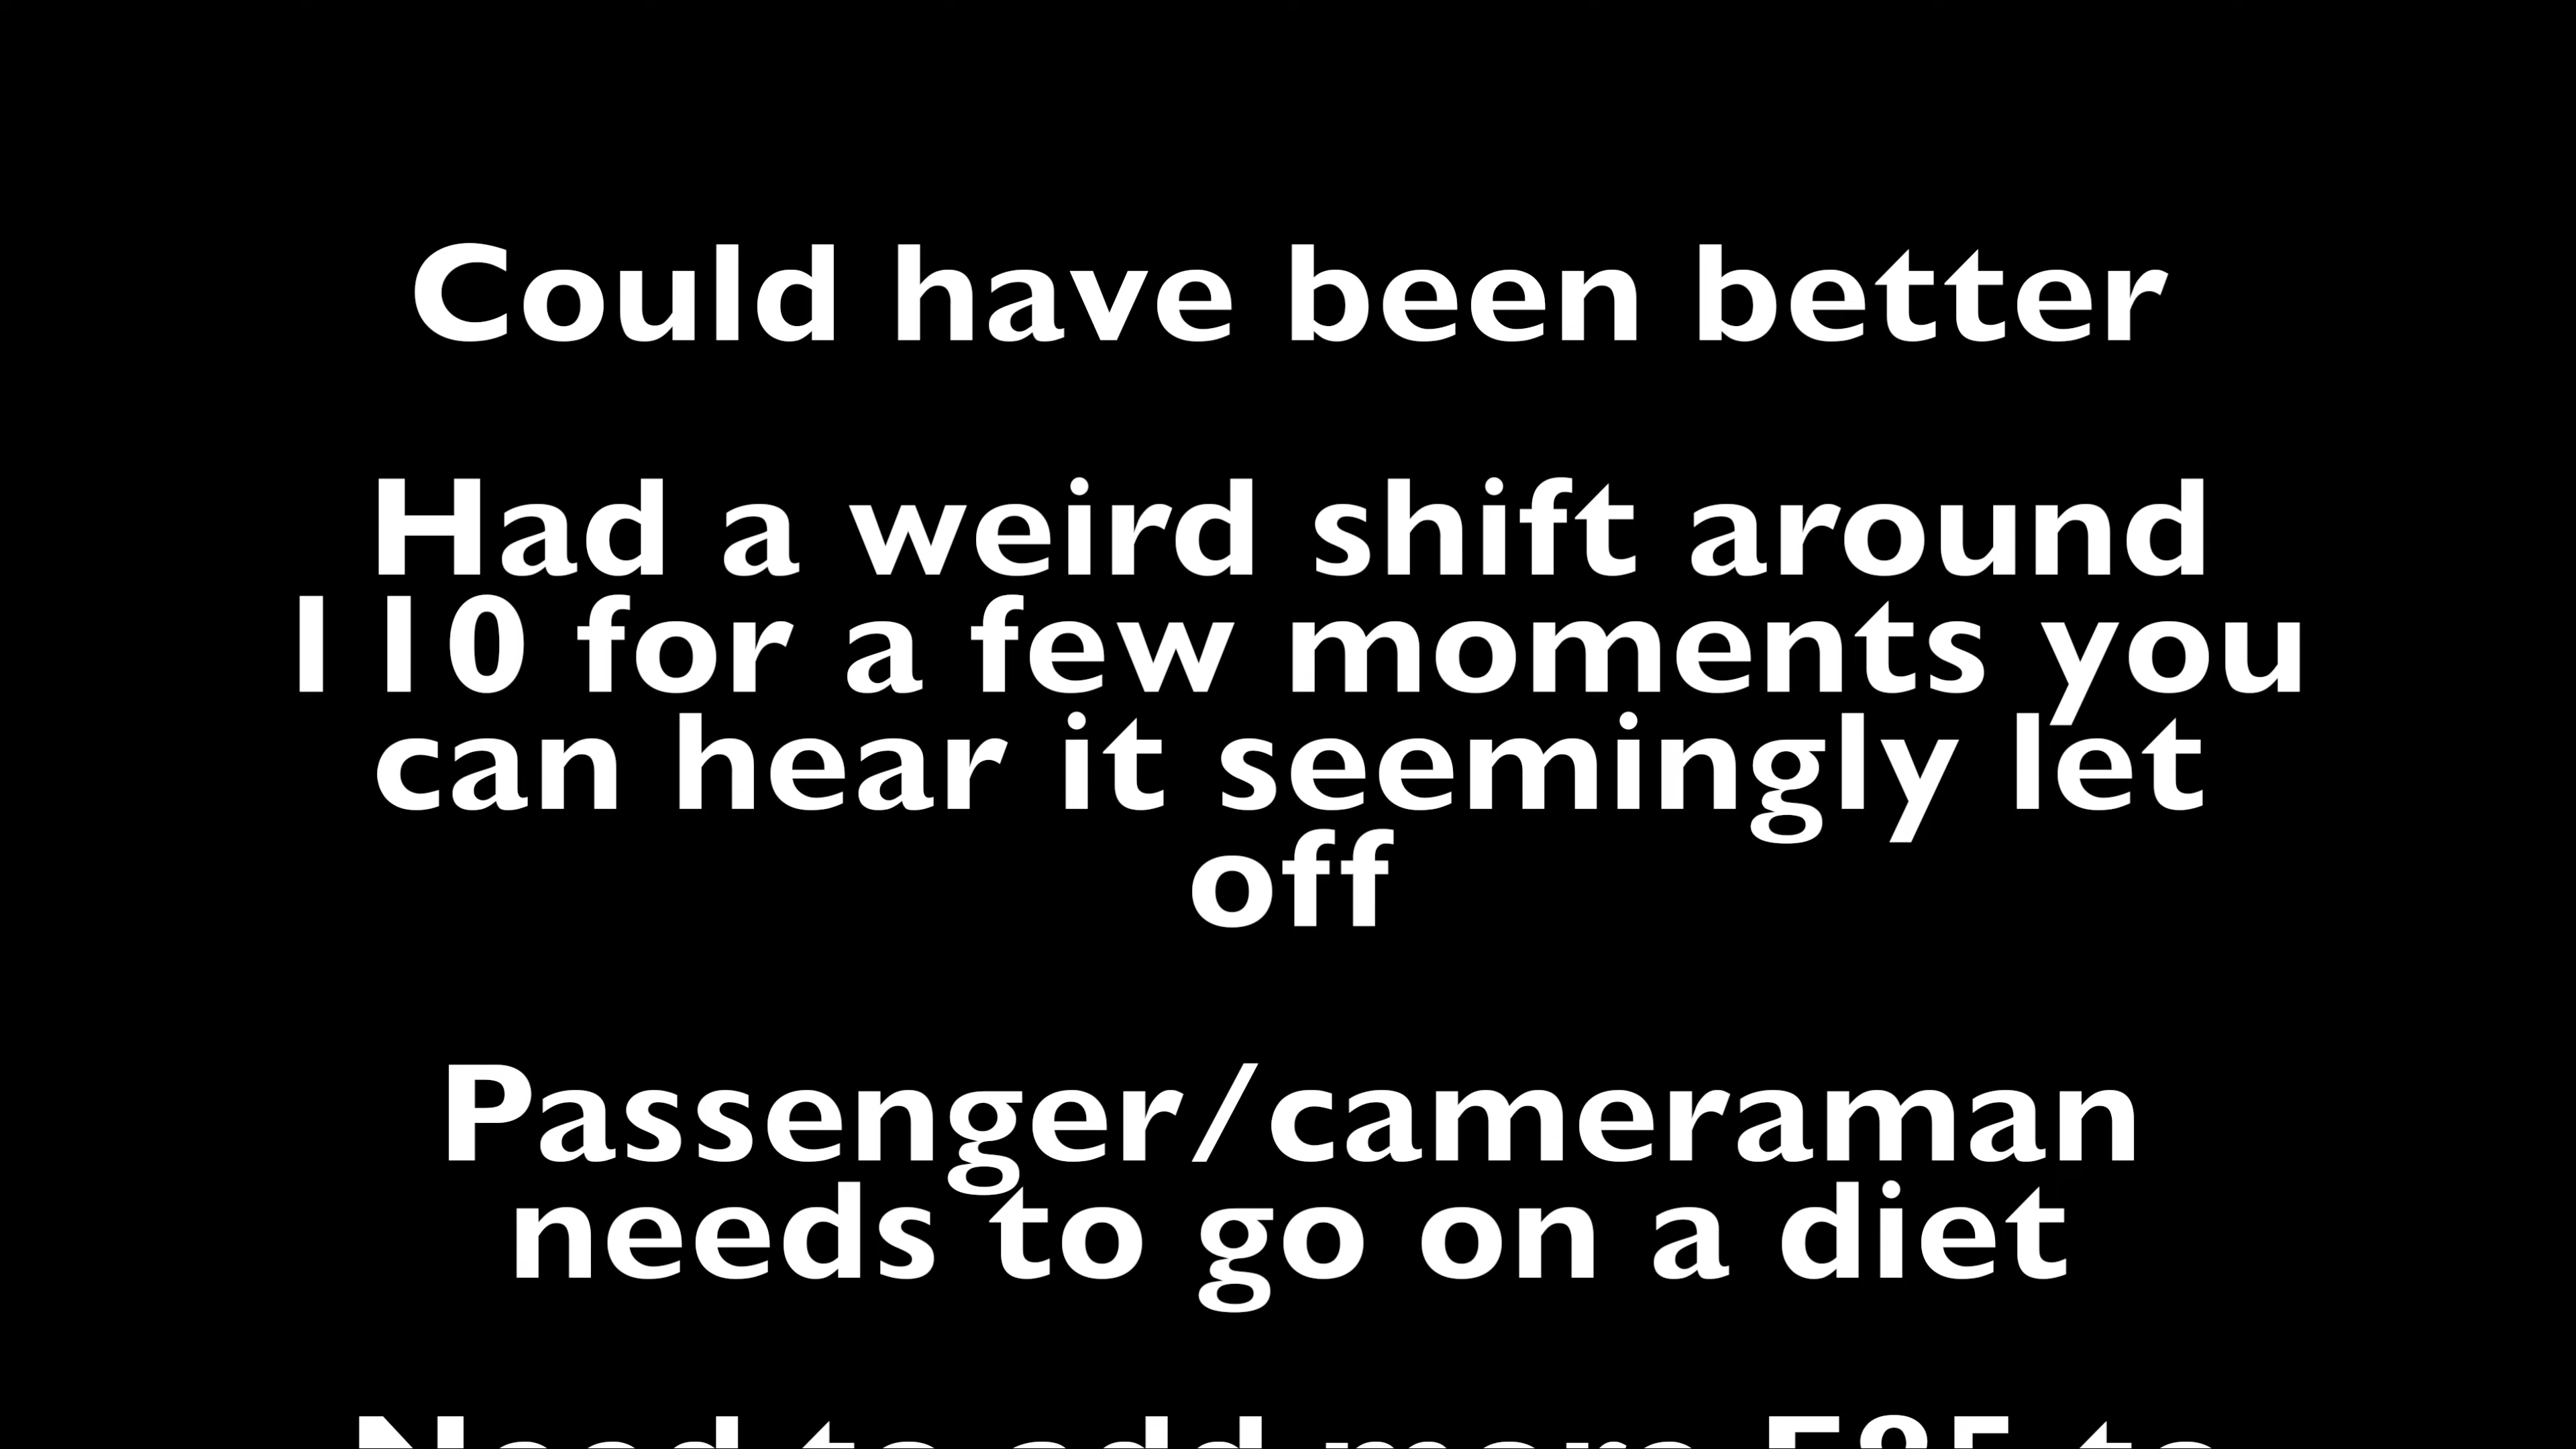 Could have been better
Had a weird shift around
110 for a few moments you
can hear it seemingly let
off
Passenger/cameraman
needs to go on a diet
Need to add more E85 to